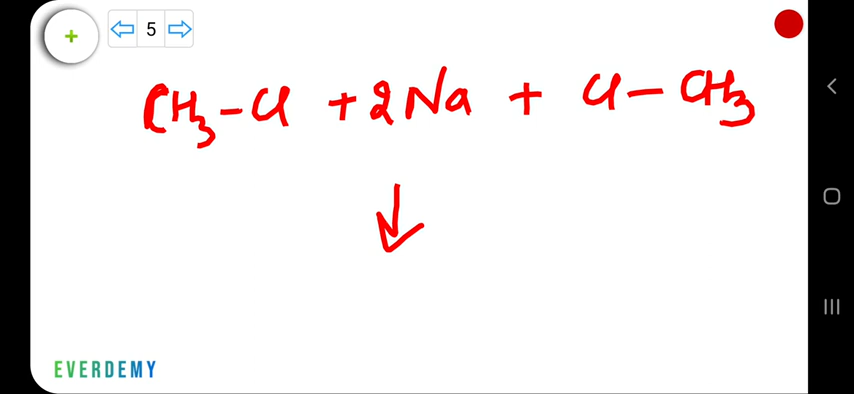 5
CH3-Cl + 2Na + Cl-CH3
EVERDEMY